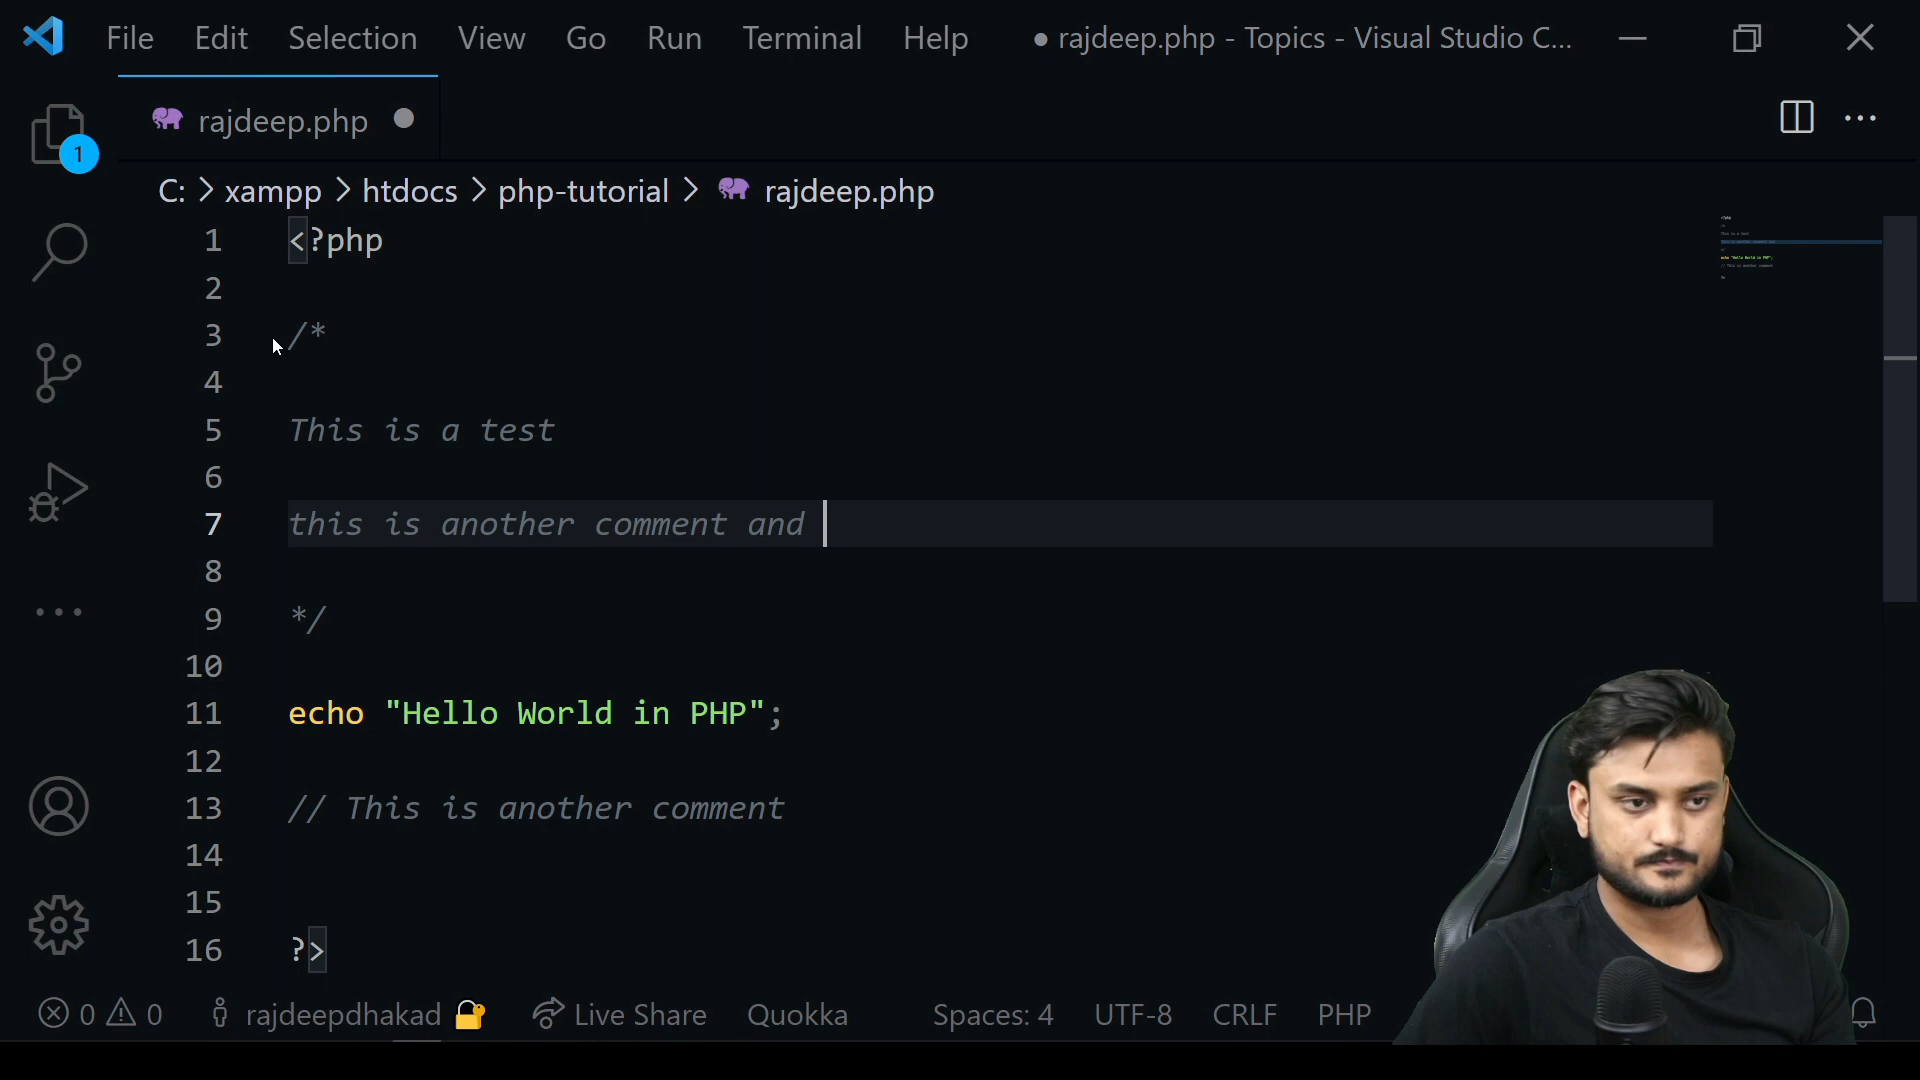 File Edit Selection View Go Run Terminal Help ● rajdeep.php - Topics - Visual Studio C...
rajdeep.php
1
C: > xampp > htdocs > php-tutorial > rajdeep.php
1 <?php
2
3 /*
4
5 This is a test
6
7 this is another comment and
8
9 */
10
11 echo "Hello World in PHP";
12
13 // This is another comment
14
15
16 ?>
0 0 rajdeepdhakad Live Share Quokka Spaces: 4 UTF-8 CRLF PHP